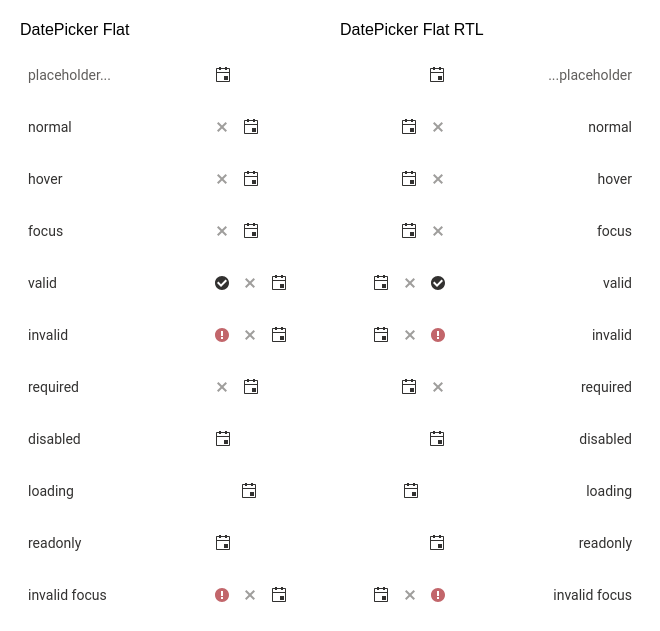 DatePicker Flat
DatePicker Flat RTL
placeholder...
...placeholder
normal
normal
hover
hover
focus
focus
valid
valid
invalid
invalid
required
required
disabled
disabled
loading
loading
readonly
readonly
invalid focus
invalid focus